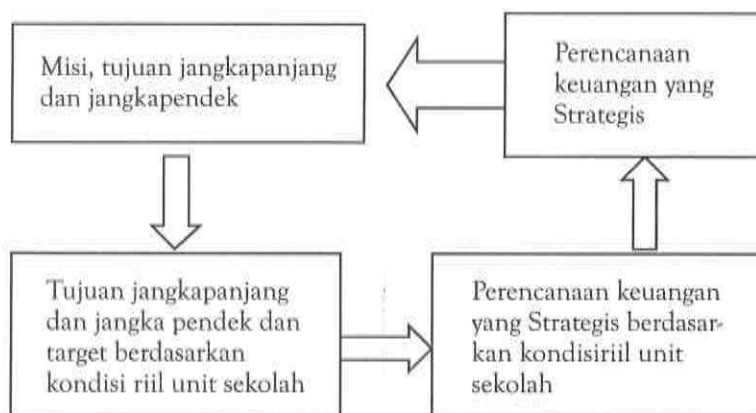 Misi, tujuan jangkapanjang
dan jangkapendek
Perencanaan
keuangan yang
Strategis
Tujuan jangkapanjang
dan jangka pendek dan
target berdasarkan
kondisi riil unit sekolah
Perencanaan keuangan
yang Strategis berdasar-
kan kondisiriil unit
sekolah